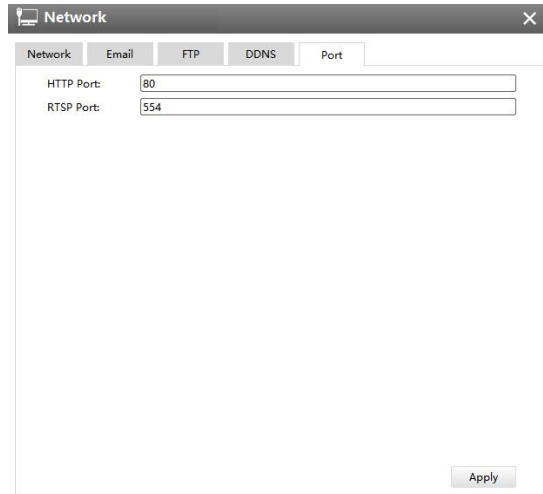 Network
Network Email FTP DDNS Port
HTTP Port: 80
RTSP Port: 554
Apply